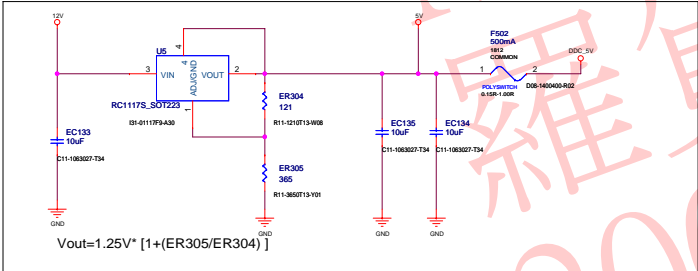 12V
5V
F502
500mA
1812
COMMON
DDC_5V
U5
4
4
3
VIN
VOUT
2
ADJ/GND
1
RC1117S_SOT223
I31-01117F9-A30
ER304
121
R11-1210T13-W08
1
2
POLYSWITCH
0.15R-1.00R
D08-1400400-R02
EC133
10uF
C11-1063027-T34
EC135
10uF
C11-1063027-T34
EC134
10uF
C11-1063027-T34
ER305
365
R11-3650T13-Y01
GND
GND
GND
GND
Vout=1.25V* [1+(ER305/ER304) ]
羅